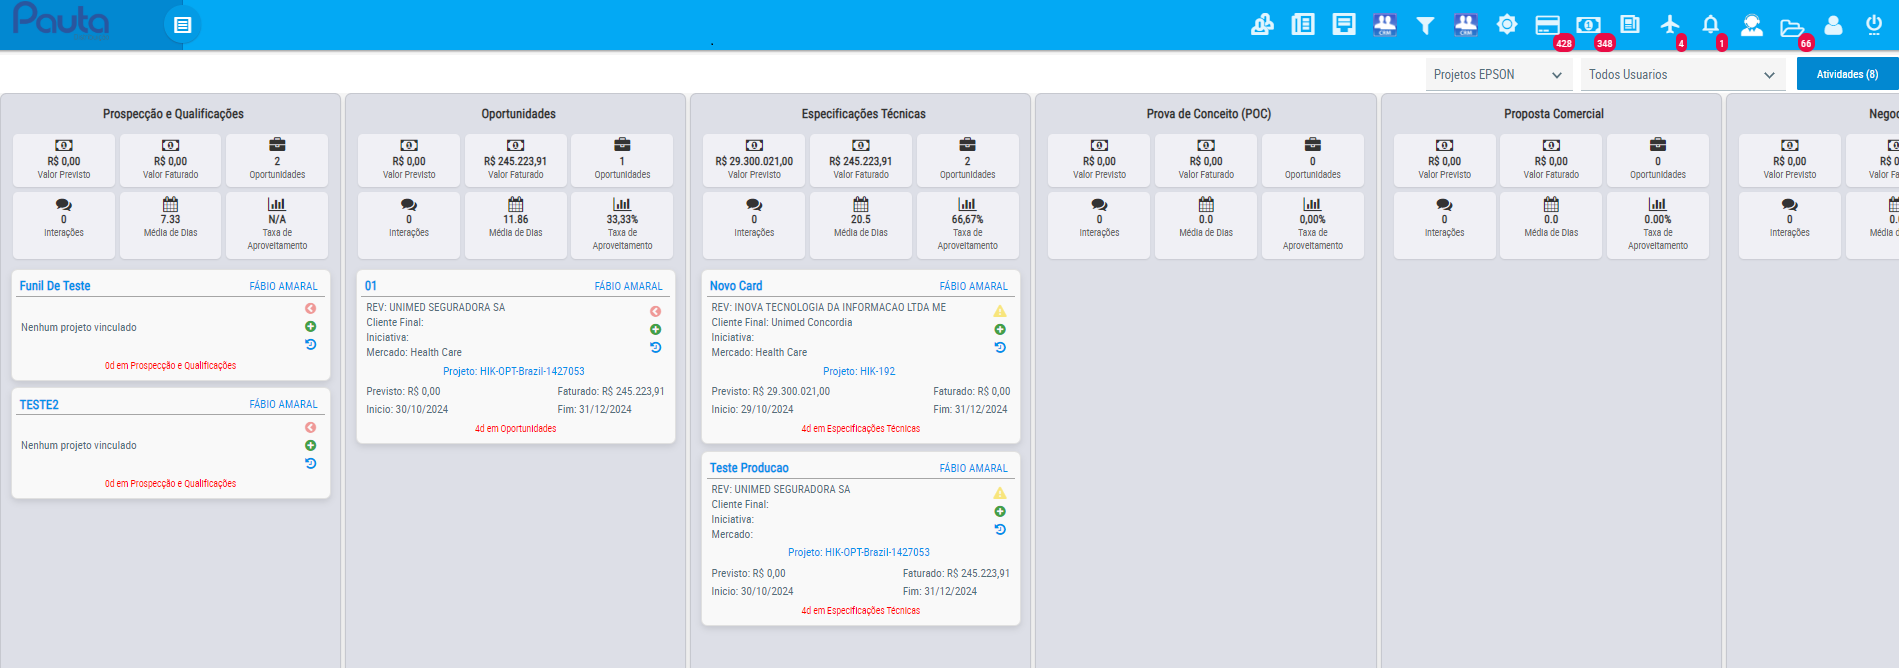 Pauta
CRM
CRM
428
348
4
1
66
Projetos EPSON
Todos Usuarios
Atividades (8)
Prospecção e Qualificações
R$ 0,00
Valor Previsto
R$ 0,00
Valor Faturado
2
Oportunidades
0
Interações
7.33
Média de Dias
N/A
Taxa de
Aproveitamento
Funil De Teste
FÁBIO AMARAL
Nenhum projeto vinculado
0d em Prospecção e Qualificações
TESTE2
FÁBIO AMARAL
Nenhum projeto vinculado
0d em Prospecção e Qualificações
Oportunidades
R$ 0,00
Valor Previsto
R$ 245.223,91
Valor Faturado
1
Oportunidades
0
Interações
11.86
Média de Dias
33,33%
Taxa de
Aproveitamento
01
FÁBIO AMARAL
REV: UNIMED SEGURADORA SA
Cliente Final:
Iniciativa:
Mercado: Health Care
Projeto: HIK-OPT-Brazil-1427053
Previsto: R$ 0,00
Faturado: R$ 245.223,91
Inicio: 30/10/2024
Fim: 31/12/2024
4d em Oportunidades
Especificações Técnicas
R$ 29.300.021,00
Valor Previsto
R$ 245.223,91
Valor Faturado
2
Oportunidades
0
Interações
20.5
Média de Dias
66,67%
Taxa de
Aproveitamento
Novo Card
FÁBIO AMARAL
REV: INOVA TECNOLOGIA DA INFORMACAO LTDA ME
Cliente Final: Unimed Concordia
Iniciativa:
Mercado: Health Care
Projeto: HIK-192
Previsto: R$ 29.300.021,00
Faturado: R$ 0,00
Inicio: 29/10/2024
Fim: 31/12/2024
4d em Especificações Técnicas
Teste Producao
FÁBIO AMARAL
REV: UNIMED SEGURADORA SA
Cliente Final:
Iniciativa:
Mercado:
Projeto: HIK-OPT-Brazil-1427053
Previsto: R$ 0,00
Faturado: R$ 245.223,91
Inicio: 30/10/2024
Fim: 31/12/2024
4d em Especificações Técnicas
Prova de Conceito (POC)
R$ 0,00
Valor Previsto
R$ 0,00
Valor Faturado
0
Oportunidades
0
Interações
0.0
Média de Dias
0,00%
Taxa de
Aproveitamento
Proposta Comercial
R$ 0,00
Valor Previsto
R$ 0,00
Valor Faturado
0
Oportunidades
0
Interações
0.0
Média de Dias
0.00%
Taxa de
Aproveitamento
Negoc
R$ 0,00
Valor Previsto
R$ 0
Valor Fa
0
Interações
0.
Média d